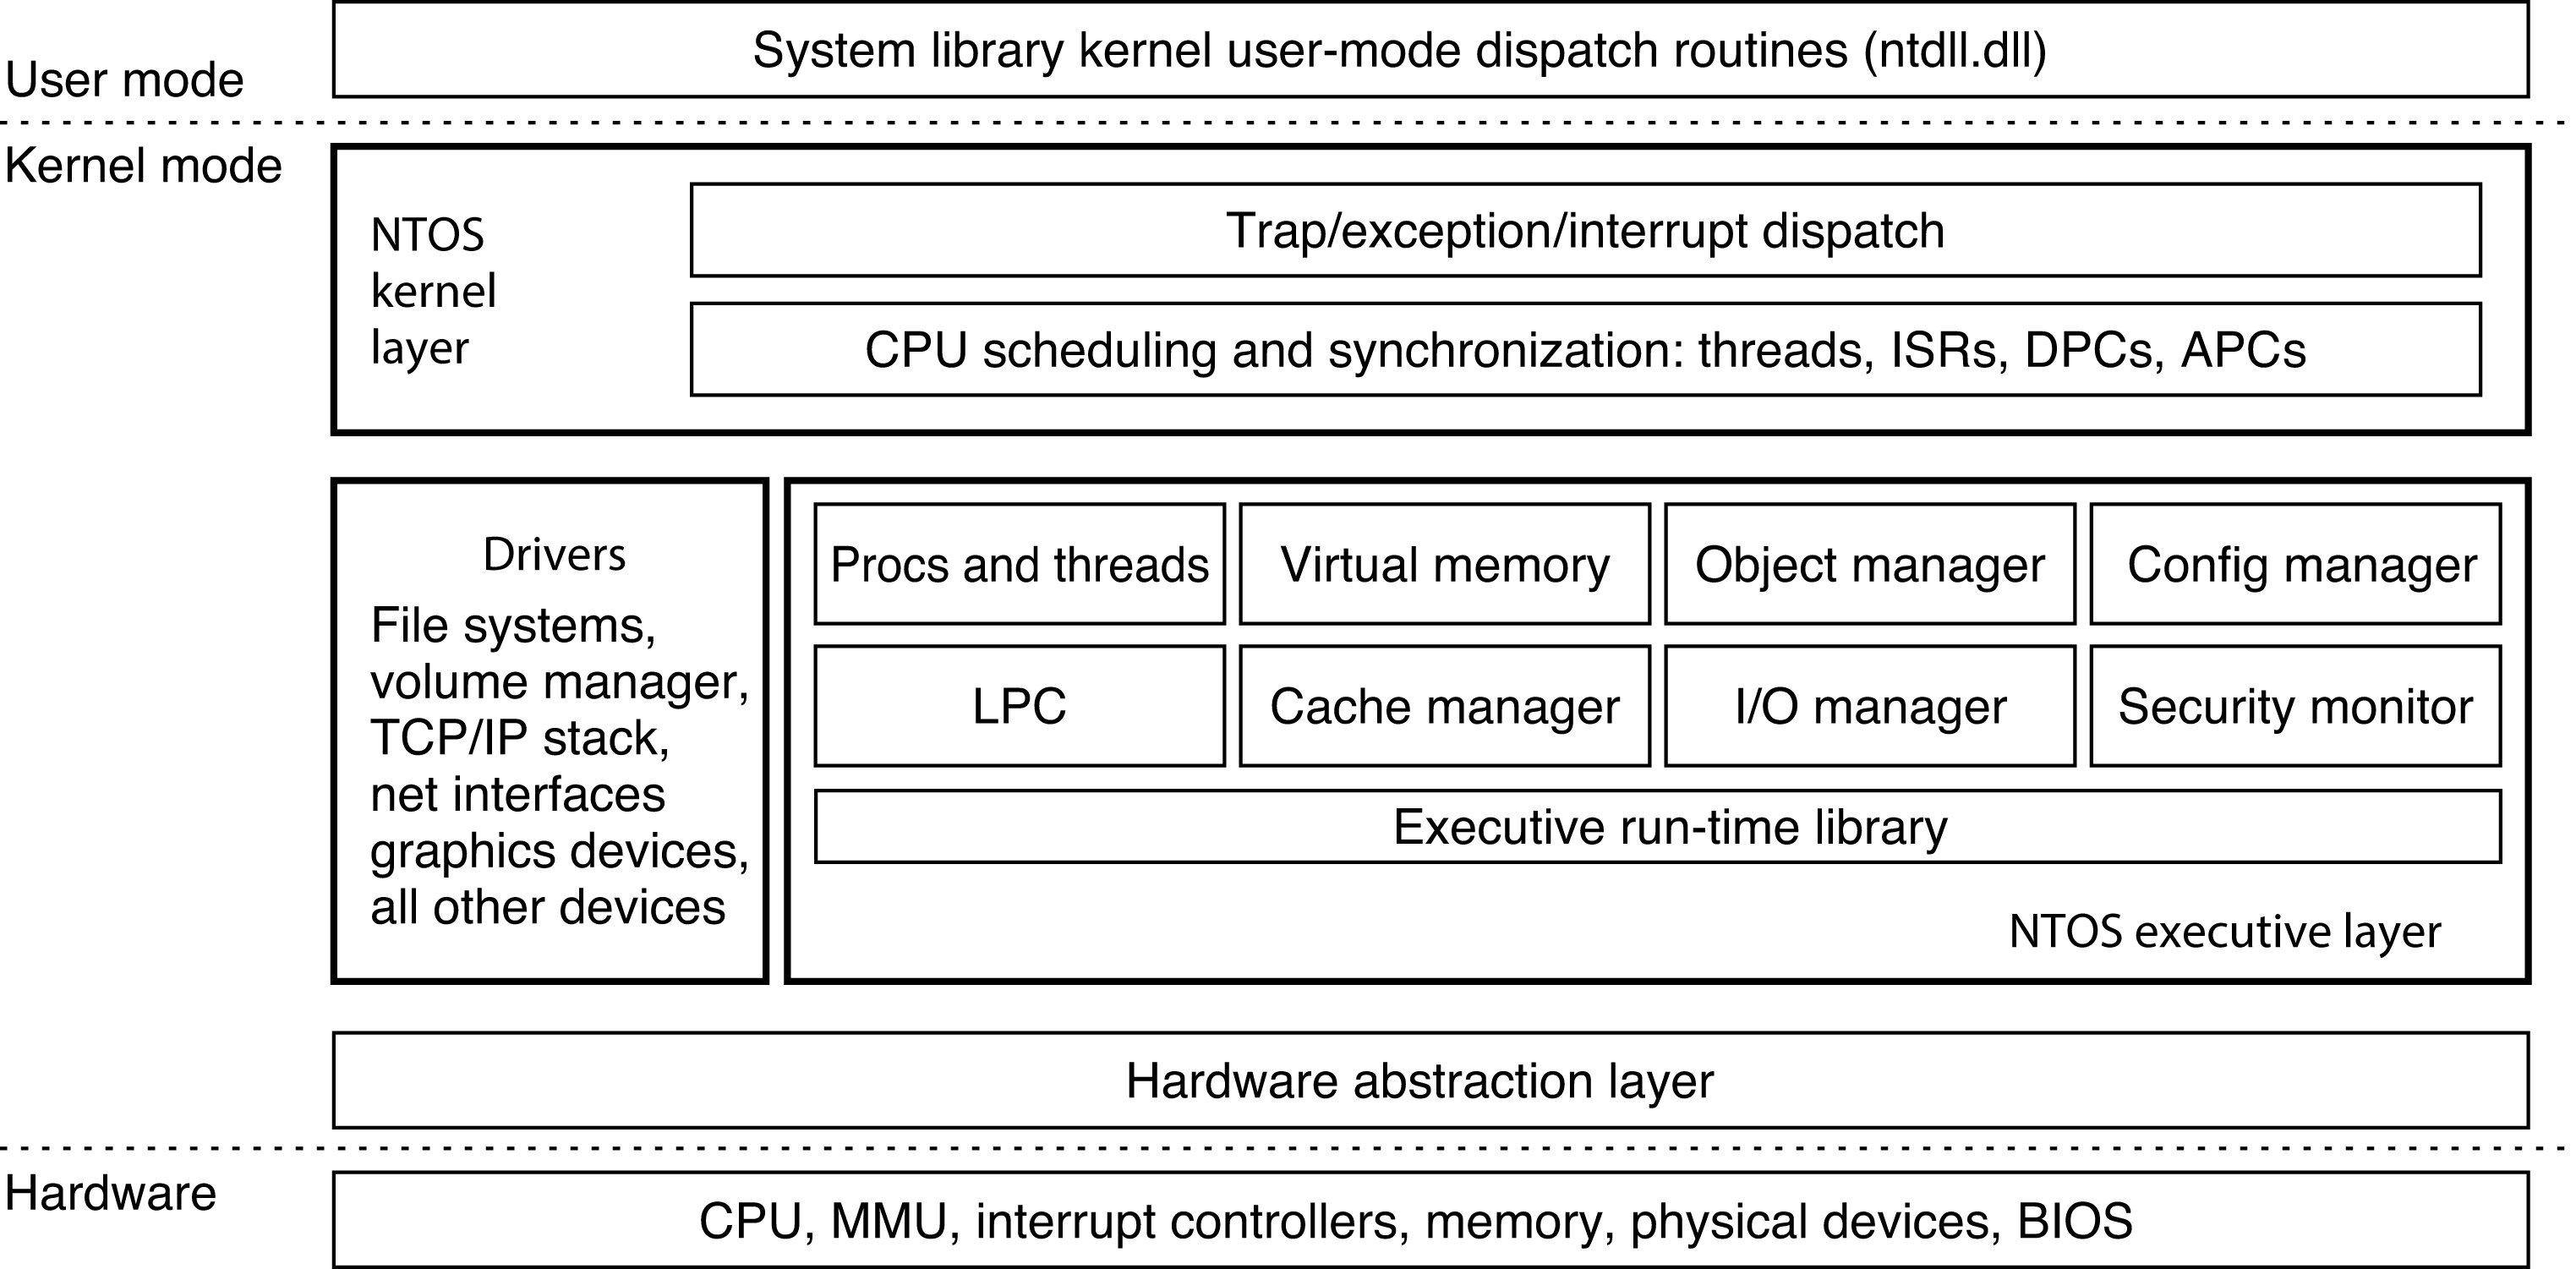 System library kernel user-mode dispatch routines (ntdll.dll)
User mode
Kernel mode
NTOS
kernel
layer
Trap/exception/interrupt dispatch
CPU scheduling and synchronization: threads, ISRs, DPCs, APCs
Drivers
File systems,
volume manager,
TCP/IP stack,
net interfaces
graphics devices,
all other devices
Procs and threads
Virtual memory
Object manager
Config manager
LPC
Cache manager
I/O manager
Security monitor
Executive run-time library
NTOS executive layer
Hardware abstraction layer
Hardware
CPU, MMU, interrupt controllers, memory, physical devices, BIOS